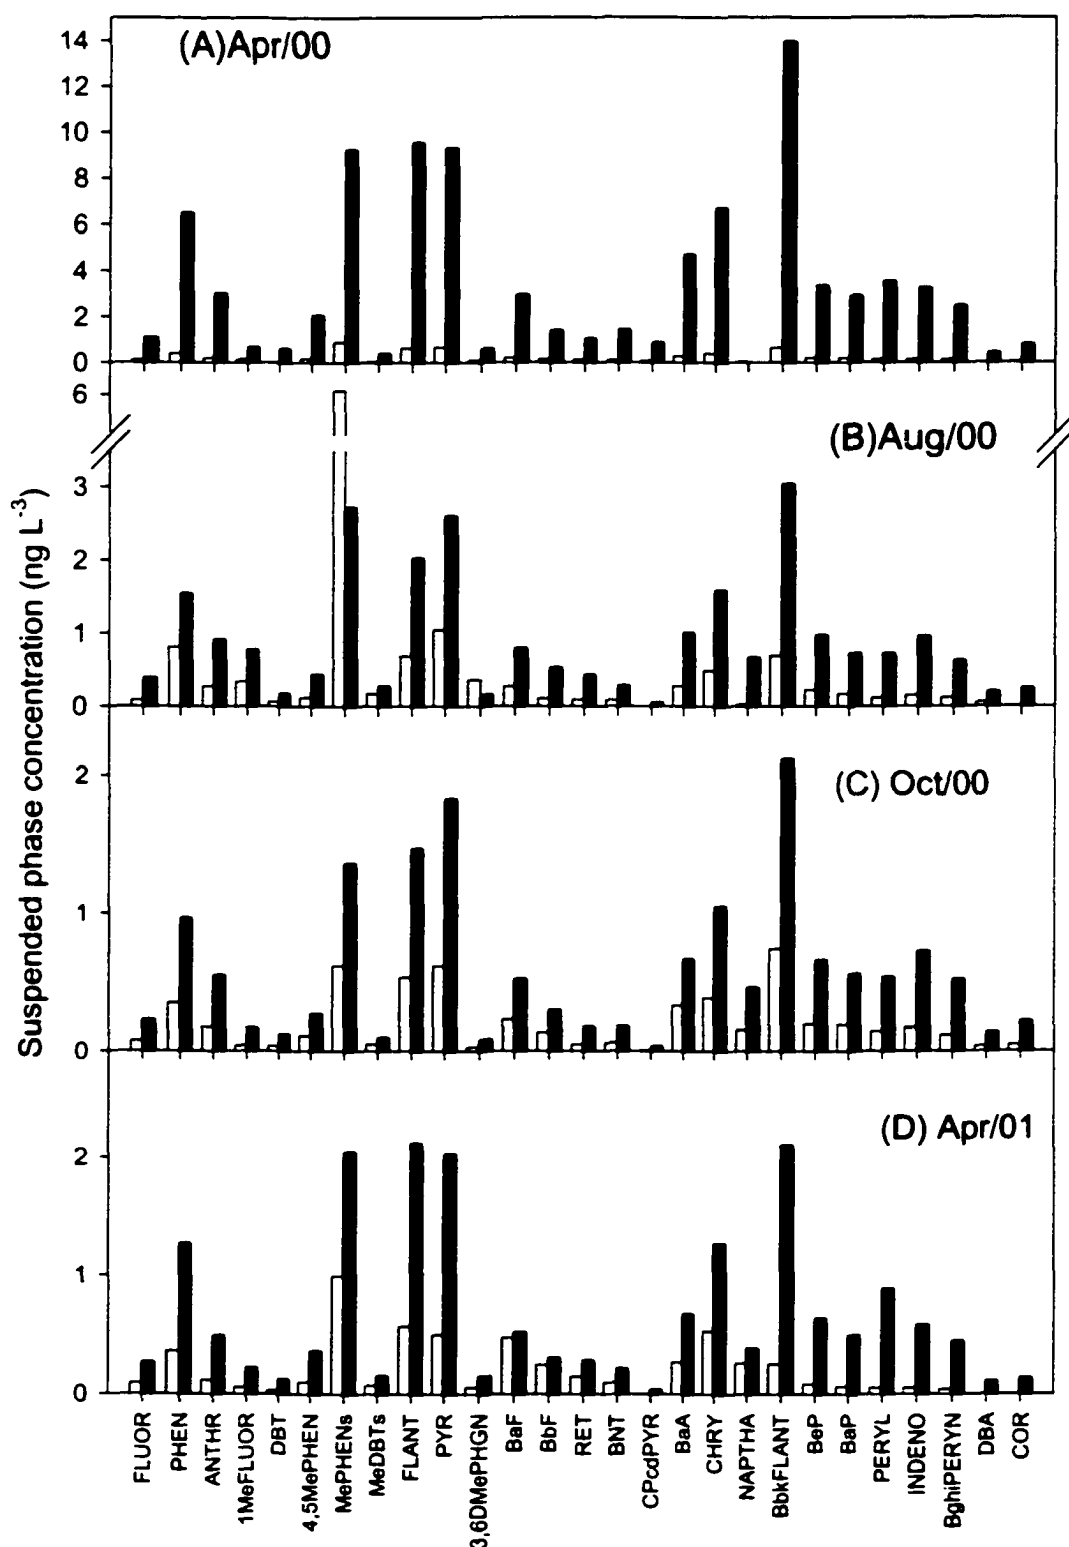 (A)Apr/00
14
12
10
8
6
4
2
0
6
(B)Aug/00
3
2
1
0
(C) Oct/00
2
1
0
(D) Apr/01
2
1
0
Suspended phase concentration (ng L-3)
FLUOR
PHEN
ANTHR
1MeFLUOR
DBT
4,5MePHEN
MePHENs
MeDBTs
FLANT
PYR
3,6DMePHGN
BaF
BbF
RET
BNT
CPcdPYR
BaA
CHRY
NAPTHA
BbkFLANT
BeP
BaP
PERYL
INDENO
BghiPERYN
DBA
COR